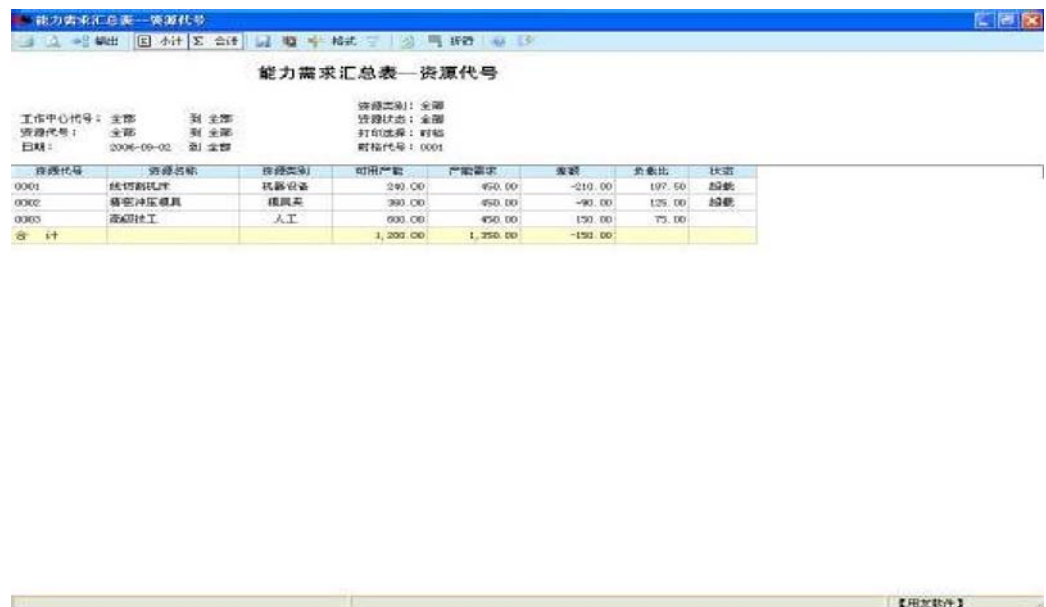 能力需求汇总表--资源代号
输出 小计 Σ 合计 格式 折器
能力需求汇总表—资源代号
资源类别：全部
工作中心代号：全部 到 全部 资源状态：全部
资源代号：全部 到 全部 打印选择：时格
日期：2006-09-02 到 全部 时格代号：0001
资源代号 资源名称 资源类别 可用产能 产能需求 差额 负载比 状态
0001 线切割机床 机器设备 240.00 450.00 -210.00 187.50 超载
0002 精密冲压模具 模具类 360.00 450.00 -90.00 125.00 超载
0003 高级技工 人工 600.00 450.00 150.00 75.00
合 计 1,200.00 1,350.00 -150.00
【用友软件】